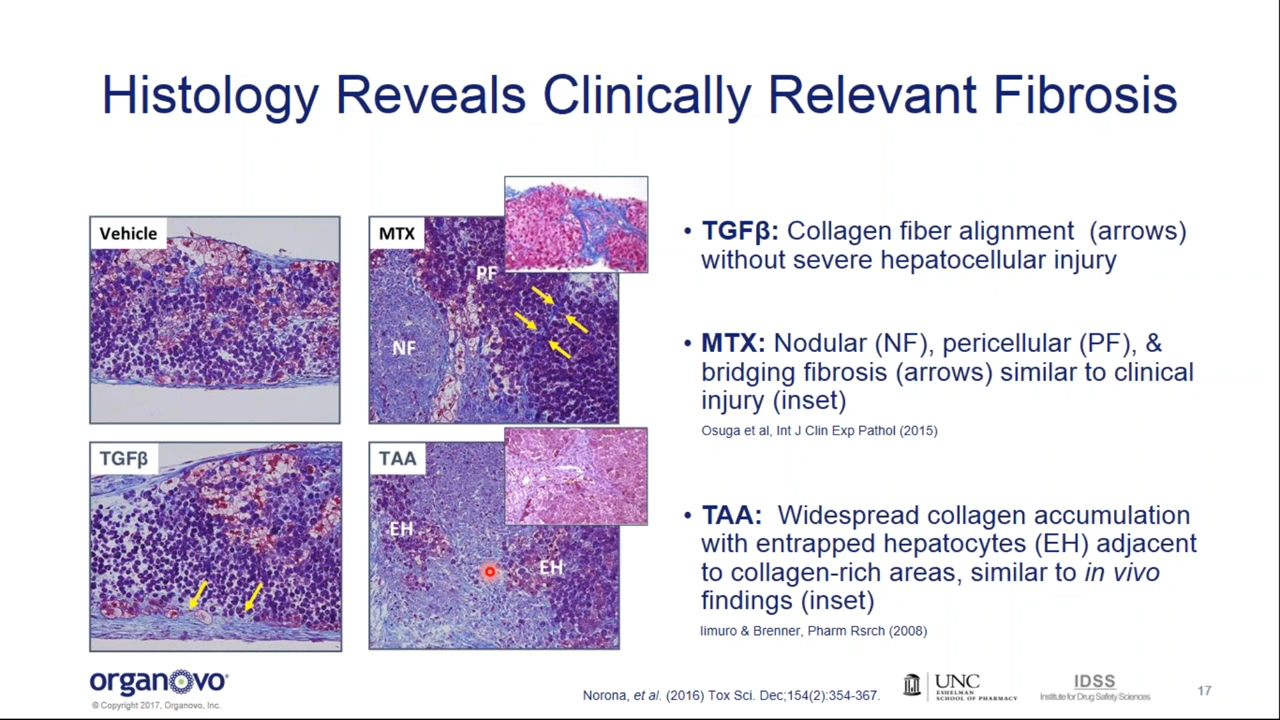 Histology Reveals Clinically Relevant Fibrosis
Vehicle
MTX
PF
NF
TGFβ
TAA
EH
EH
• TGFβ: Collagen fiber alignment (arrows)
without severe hepatocellular injury
• MTX: Nodular (NF), pericellular (PF), &
bridging fibrosis (arrows) similar to clinical
injury (inset)
Osuga et al, Int J Clin Exp Pathol (2015)
• TAA: Widespread collagen accumulation
with entrapped hepatocytes (EH) adjacent
to collagen-rich areas, similar to in vivo
findings (inset)
Iimuro & Brenner, Pharm Rsrch (2008)
organovo
© Copyright 2017, Organovo, Inc.
Norona, et al. (2016) Tox Sci. Dec;154(2):354-367.
UNC
ESHELMAN
SCHOOL OF PHARMACY
IDSS
Institute for Drug Safety Sciences
17